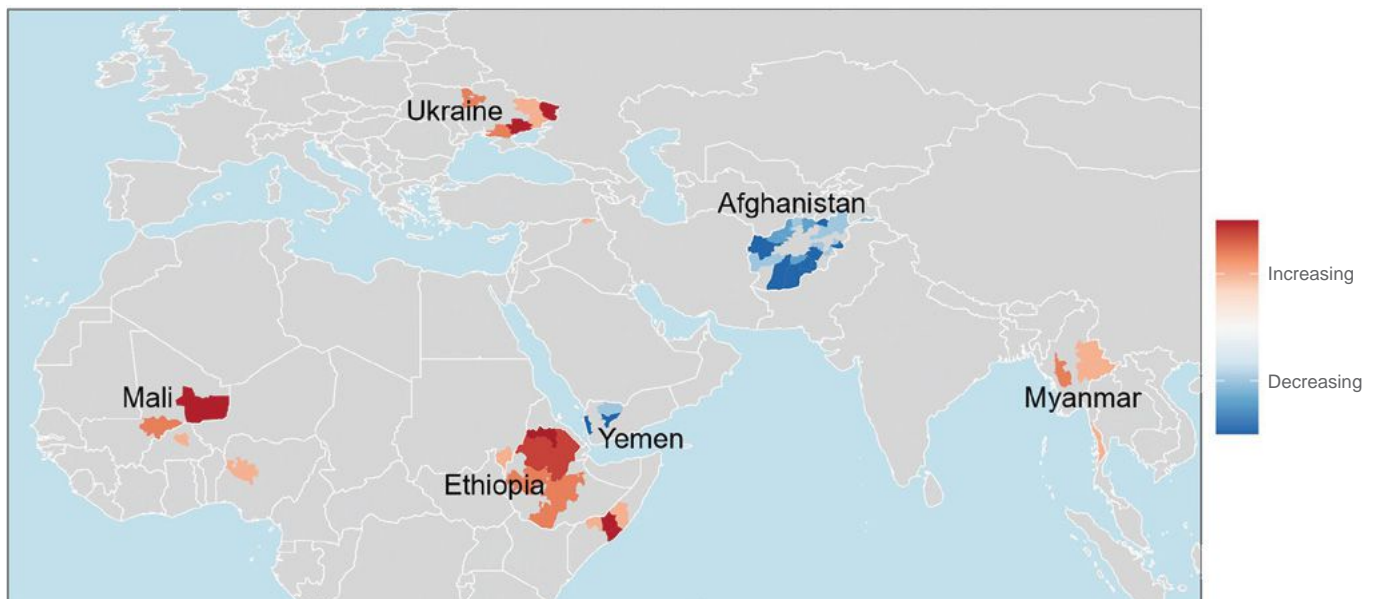 Ukraine
Afghanistan
Increasing
Decreasing
Mali
Myanmar
Yemen
Ethiopia